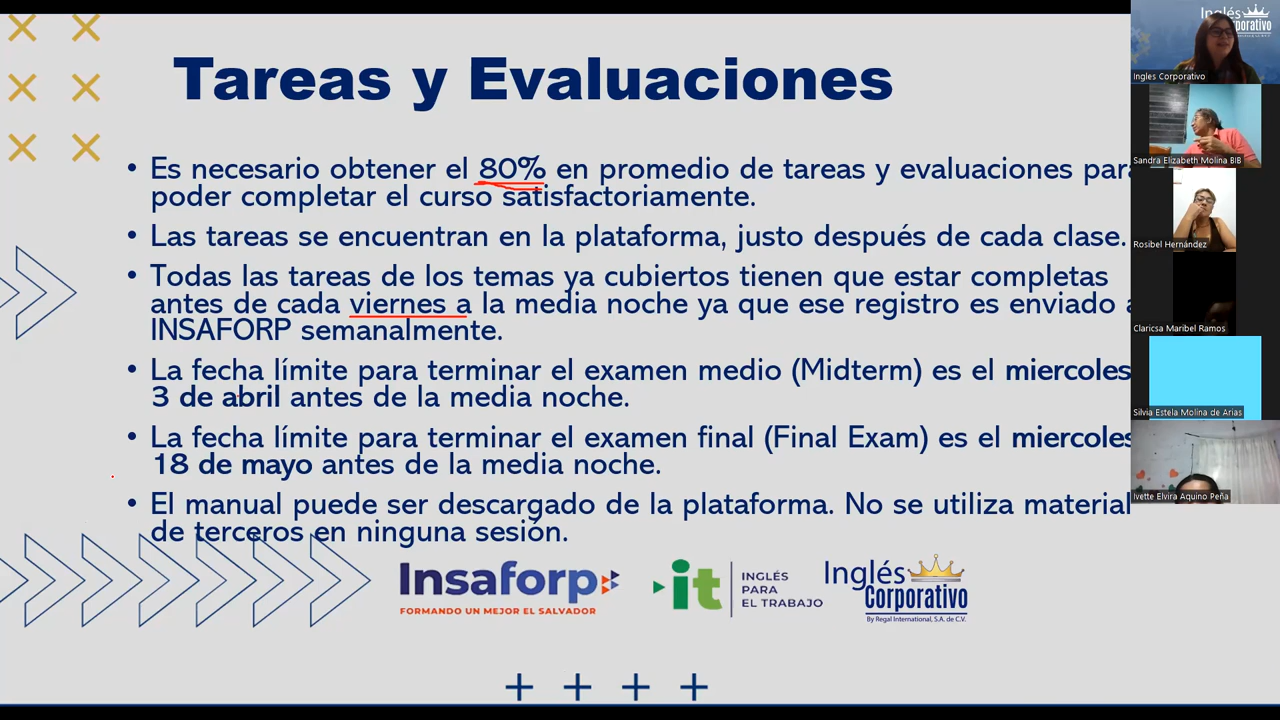 Tareas y Evaluaciones
• Es necesario obtener el 80% en promedio de tareas y evaluaciones para
poder completar el curso satisfactoriamente.
• Las tareas se encuentran en la plataforma, justo después de cada clase.
• Todas las tareas de los temas ya cubiertos tienen que estar completas
antes de cada viernes a la media noche ya que ese registro es enviado a
INSAFORP semanalmente.
• La fecha límite para terminar el examen medio (Midterm) es el miercoles
3 de abril antes de la media noche.
• La fecha límite para terminar el examen final (Final Exam) es el miercoles
18 de mayo antes de la media noche.
• El manual puede ser descargado de la plataforma. No se utiliza material
de terceros en ninguna sesión.
Insaforp
FORMANDO UN MEJOR EL SALVADOR
it
INGLÉS
PARA
EL TRABAJO
Inglés
Corporativo
By Regal International, S.A. de C.V.
Inglés
Corporativo
Ingles Corporativo
Sandra Elizabeth Molina BIB
Rosibel Hernández
Claricsa Maribel Ramos
Silvia Estela Molina de Arias
Ivette Elvira Aquino Peña